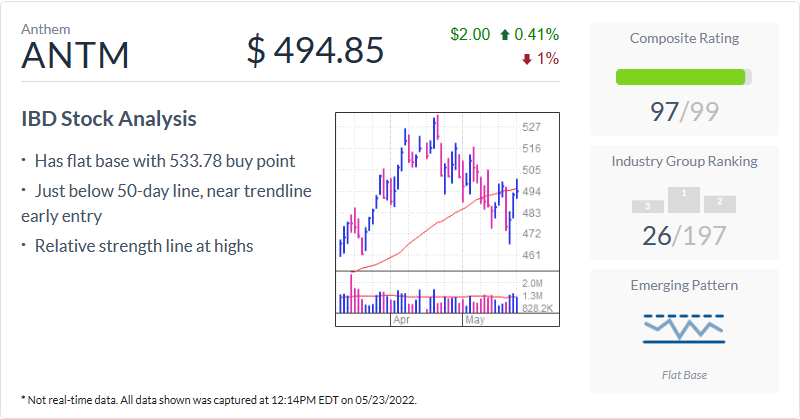 Anthem
ANTM
$ 494.85
$2.00 0.41%
1%
IBD Stock Analysis
· Has flat base with 533.78 buy point
· Just below 50-day line, near trendline
early entry
· Relative strength line at highs
527
516
505
494
483
472
461
2.0M
1.3M
828.2K
Apr
May
Composite Rating
97/99
Industry Group Ranking
3 1 2
26/197
Emerging Pattern
Flat Base
* Not real-time data. All data shown was captured at 12:14PM EDT on 05/23/2022.